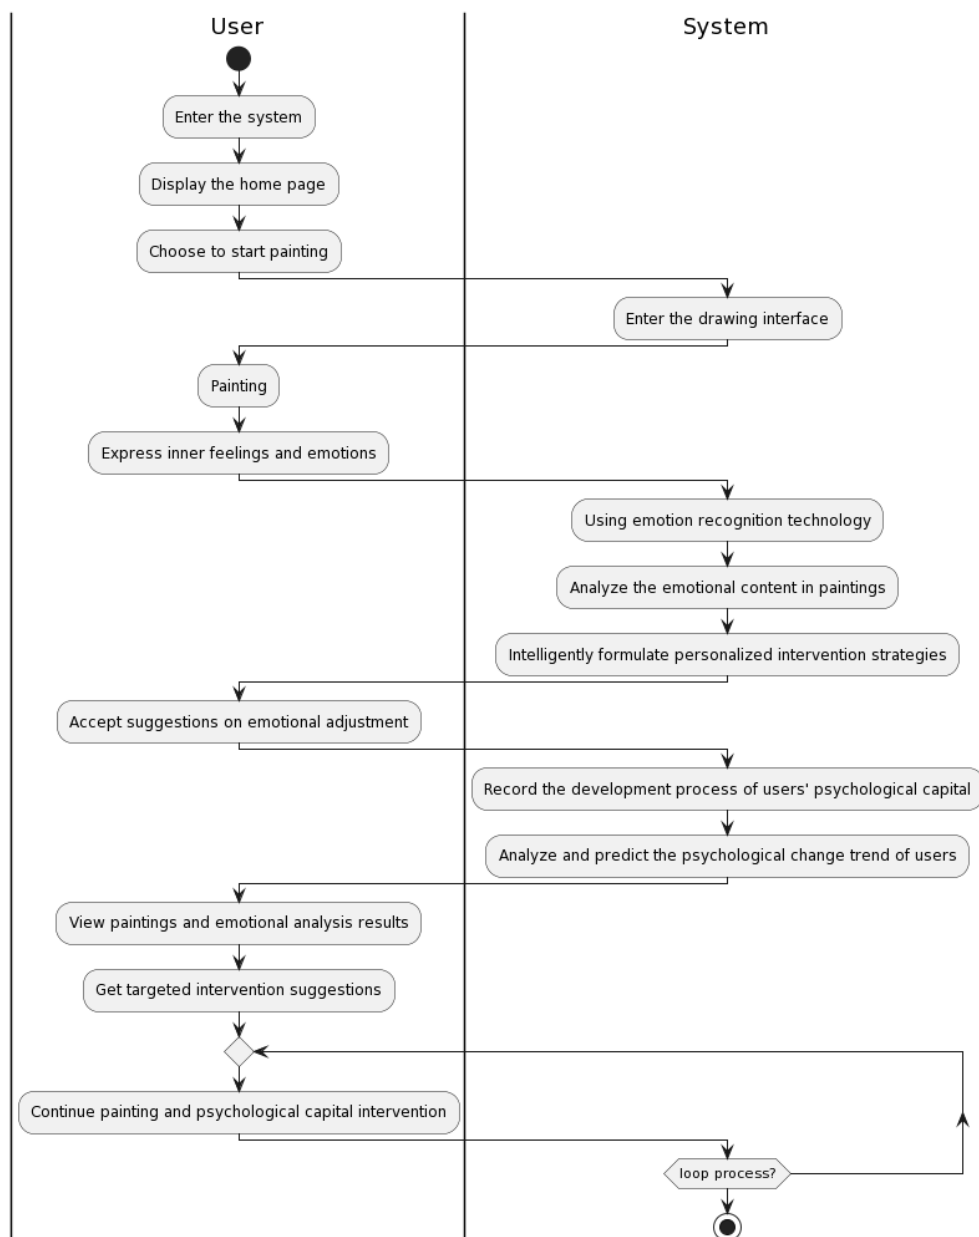 User
System
Enter the system
Display the home page
Choose to start painting
Enter the drawing interface
Painting
Express inner feelings and emotions
Using emotion recognition technology
Analyze the emotional content in paintings
Intelligently formulate personalized intervention strategies
Accept suggestions on emotional adjustment
Record the development process of users' psychological capital
Analyze and predict the psychological change trend of users
View paintings and emotional analysis results
Get targeted intervention suggestions
Continue painting and psychological capital intervention
loop process?